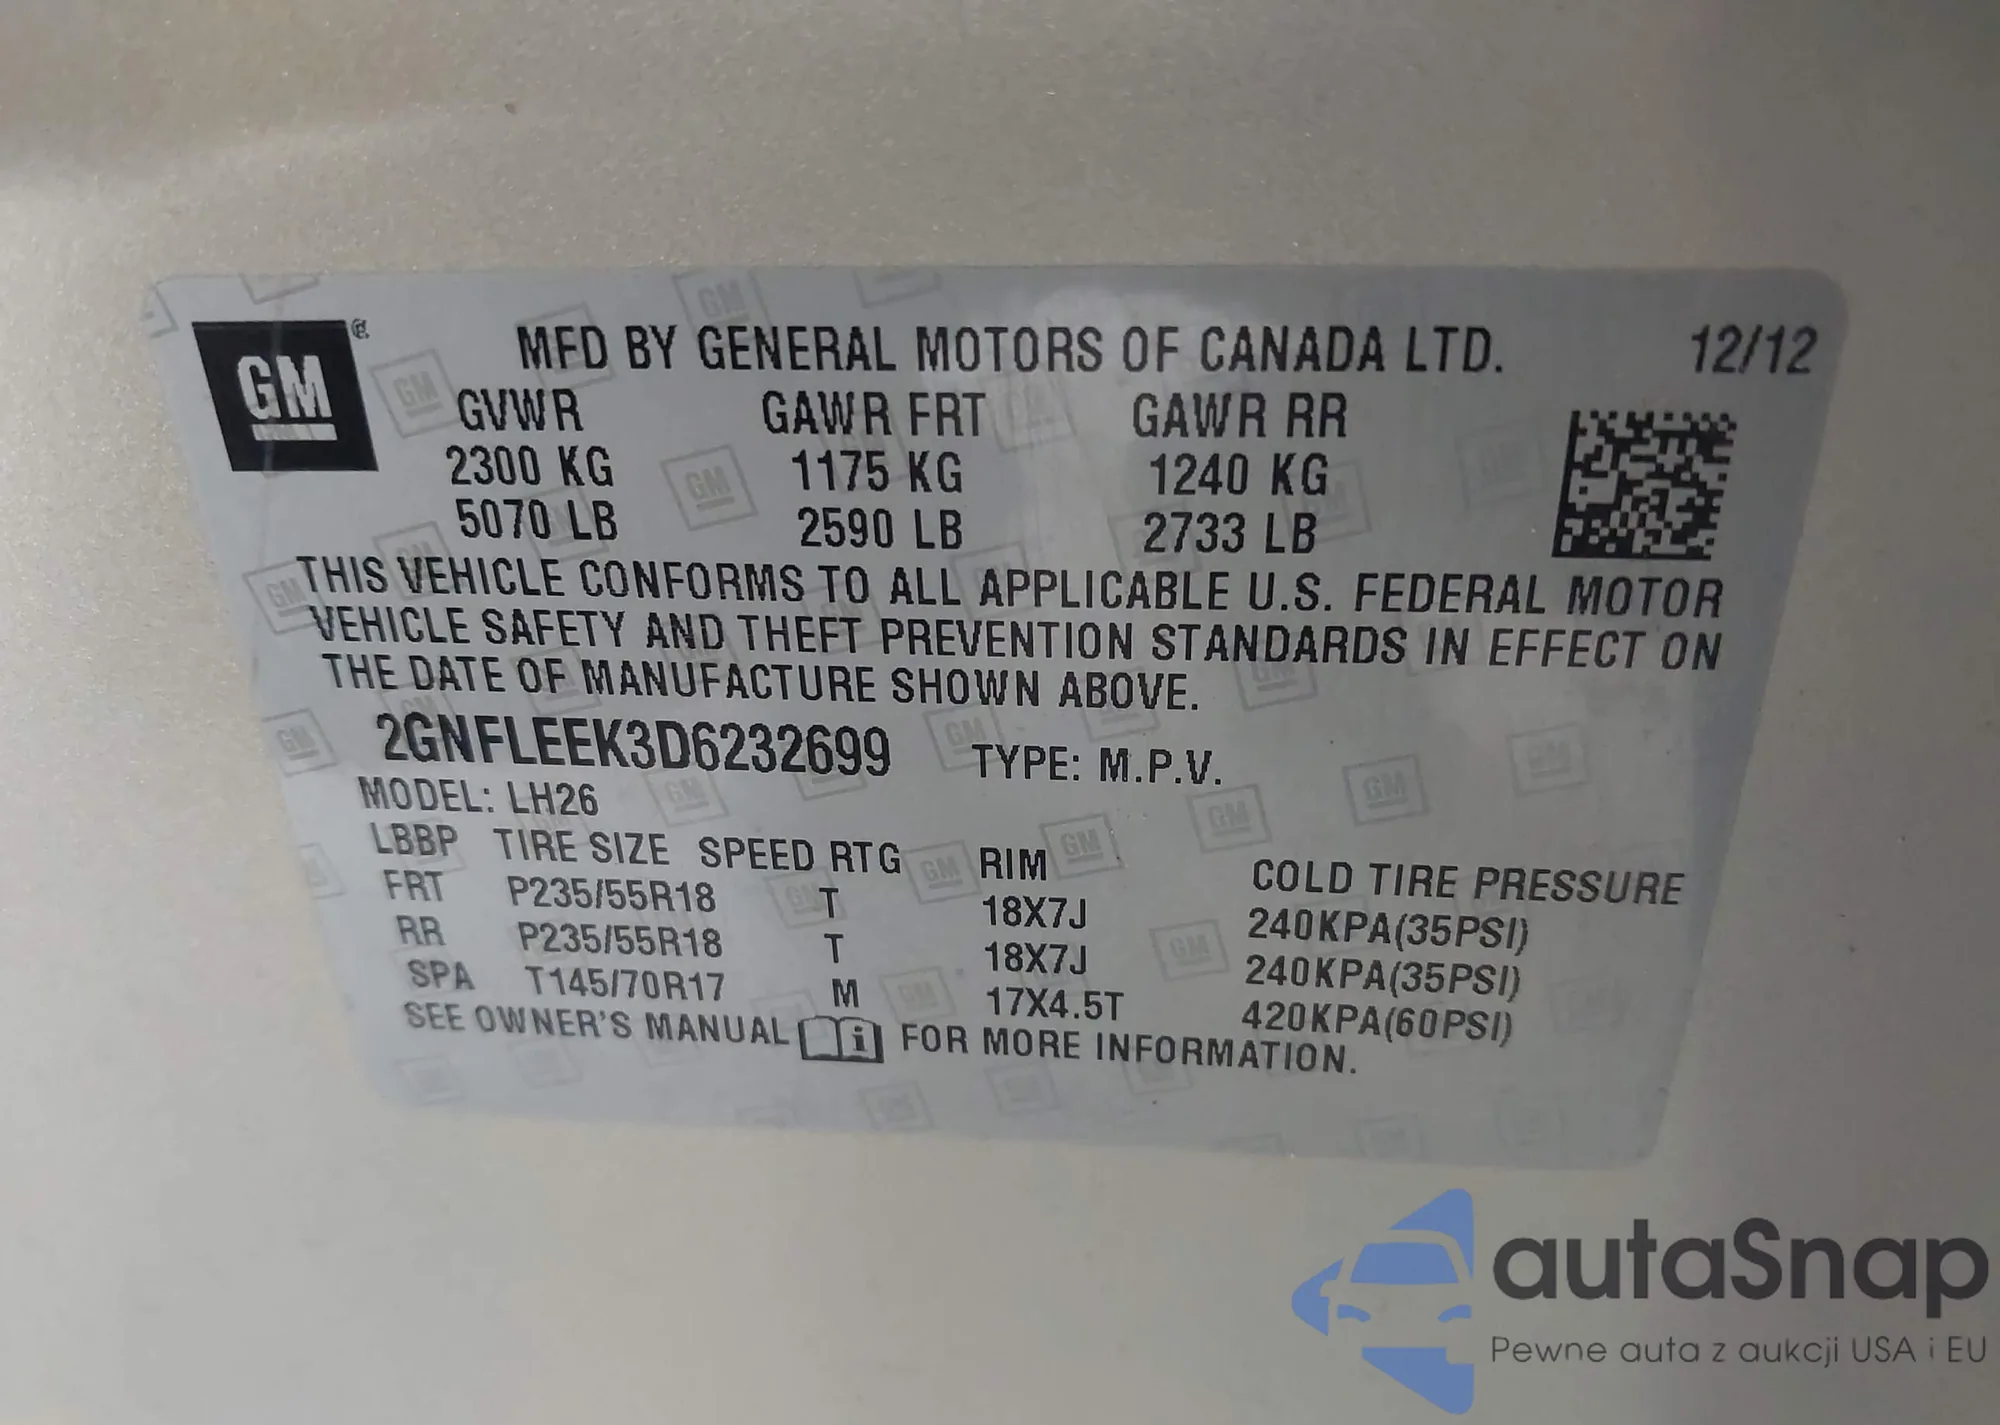 GM
MFD BY GENERAL MOTORS OF CANADA LTD. 12/12
GVWR GAWR FRT GAWR RR
2300 KG 1175 KG 1240 KG
5070 LB 2590 LB 2733 LB
THIS VEHICLE CONFORMS TO ALL APPLICABLE U.S. FEDERAL MOTOR
VEHICLE SAFETY AND THEFT PREVENTION STANDARDS IN EFFECT ON
THE DATE OF MANUFACTURE SHOWN ABOVE.
2GNFLEEK3D6232699 TYPE: M.P.V.
MODEL: LH26
LBBP TIRE SIZE SPEED RTG RIM COLD TIRE PRESSURE
FRT P235/55R18 T 18X7J 240KPA(35PSI)
RR P235/55R18 T 18X7J 240KPA(35PSI)
SPA T145/70R17 M 17X4.5T 420KPA(60PSI)
SEE OWNER'S MANUAL i FOR MORE INFORMATION.
autaSnap
Pewne auta z aukcji USA i EU